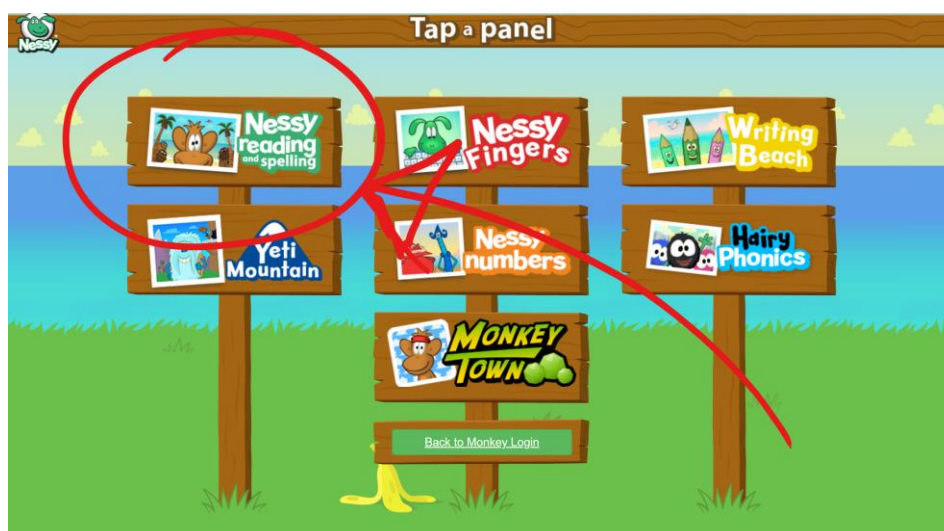 Nessy
Tap a panel
Nessy
reading
and spelling
Yeti
Mountain
Nessy
Fingers
Nessy
numbers
MONKEY
TOWN
Back to Monkey Login
Writing
Beach
Hairy
Phonics